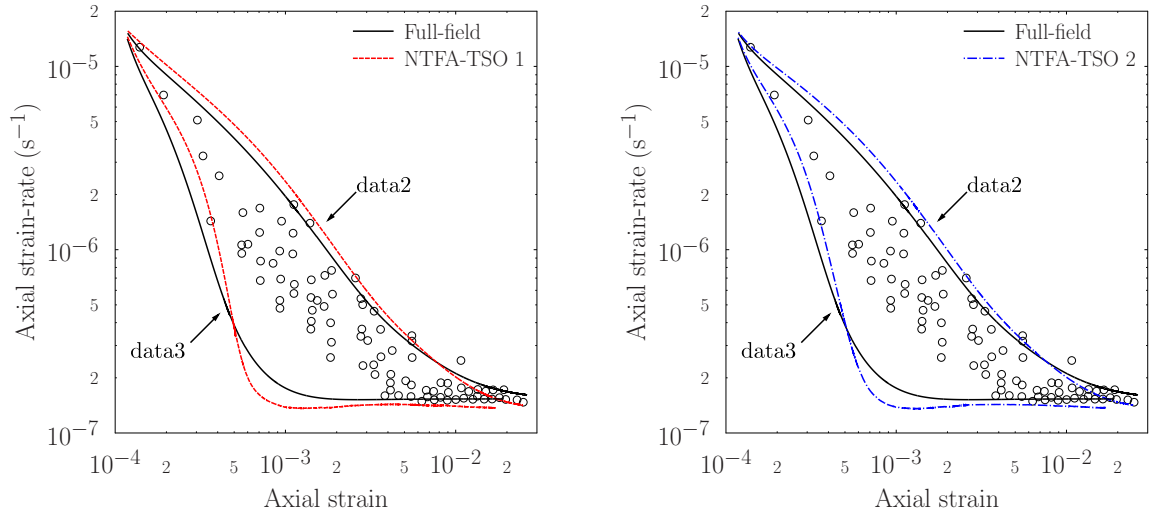 2
Full-field
NTFA-TSO 1
10⁻⁵
5
Axial strain-rate (s⁻¹)
2
data2
10⁻⁶
5
data3
2
10⁻⁷
10⁻⁴ 2 5 10⁻³ 2 5 10⁻² 2
Axial strain
2
Full-field
NTFA-TSO 2
10⁻⁵
5
Axial strain-rate (s⁻¹)
2
data2
10⁻⁶
5
data3
2
10⁻⁷
10⁻⁴ 2 5 10⁻³ 2 5 10⁻² 2
Axial strain